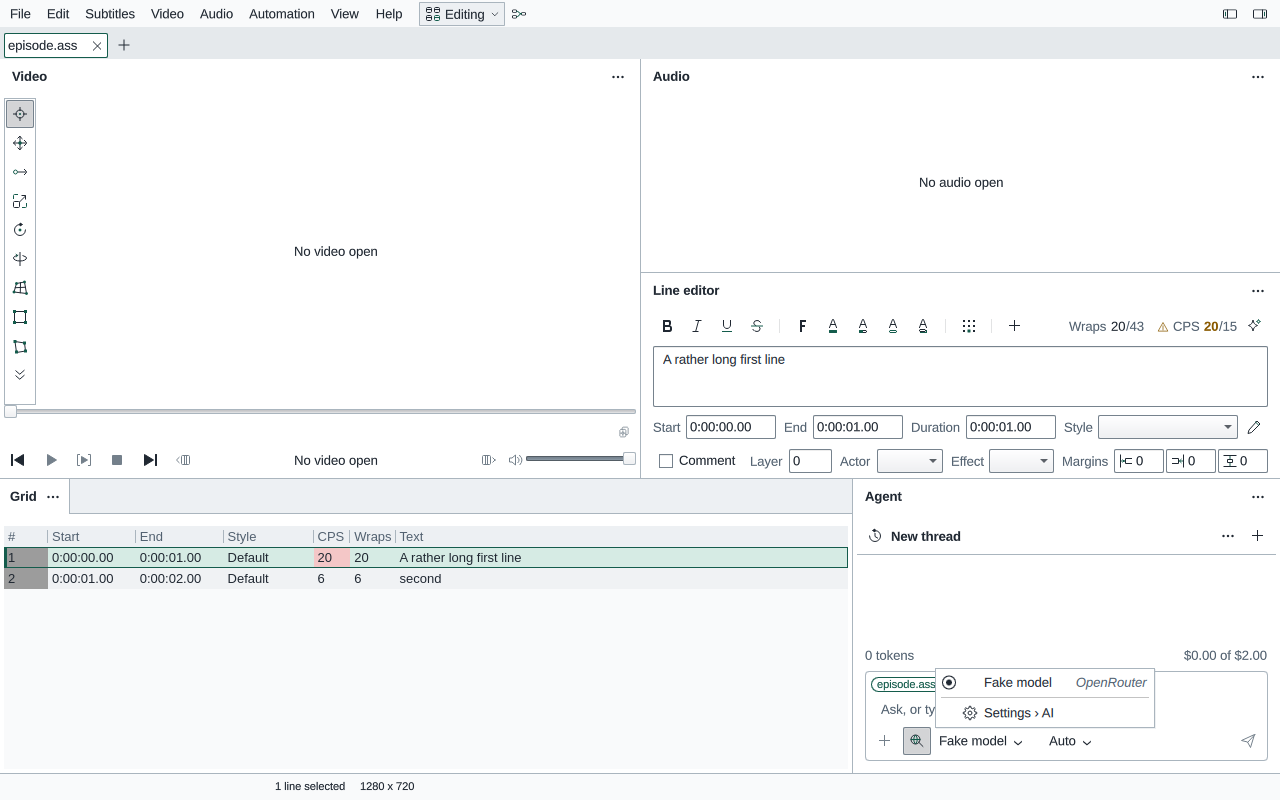 File Edit Subtitles Video Audio Automation View Help Editing
episode.ass
Video
Audio
No audio open
No video open
Line editor
B I U S F A A A A Wraps 20/43 CPS 20/15
A rather long first line
Start 0:00:00.00 End 0:00:01.00 Duration 0:00:01.00 Style
No video open
Comment Layer 0 Actor Effect Margins 0 0 0
Grid
Agent
# Start End Style CPS Wraps Text
1 0:00:00.00 0:00:01.00 Default 20 20 A rather long first line
2 0:00:01.00 0:00:02.00 Default 6 6 second
New thread
0 tokens $0.00 of $2.00
episode.ass
Fake model OpenRouter
Ask, or ty
Settings › AI
Fake model Auto
1 line selected 1280 x 720